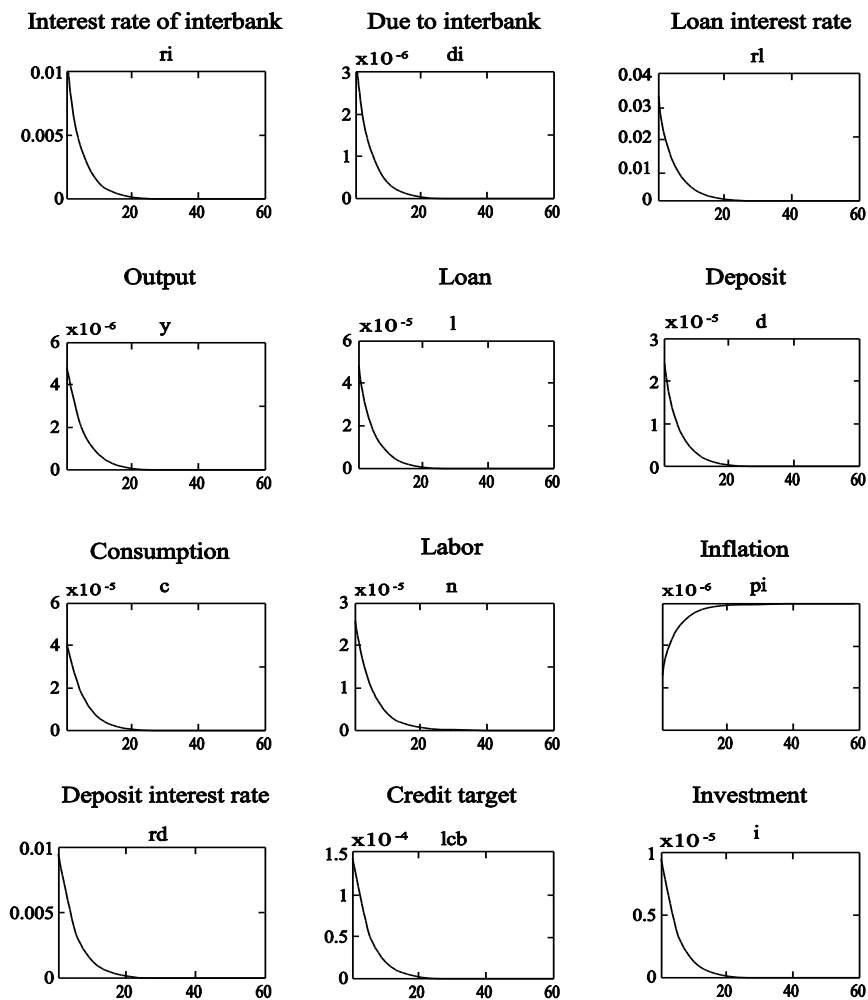 Interest rate of interbank
ri
0.01
0.005
0
20 40 60
Due to interbank
x10⁻⁶ di
3
2
1
0
20 40 60
Loan interest rate
rl
0.04
0.03
0.02
0.01
0
20 40 60
Output
x10⁻⁶ y
6
4
2
0
20 40 60
Loan
x10⁻⁵ l
6
4
2
0
20 40 60
Deposit
x10⁻⁵ d
3
2
1
0
20 40 60
Consumption
x10⁻⁵ c
6
4
2
0
20 40 60
Labor
x10⁻⁵ n
3
2
1
0
20 40 60
Inflation
x10⁻⁶ pi
20 40 60
Deposit interest rate
rd
0.01
0.005
0
20 40 60
Credit target
x10⁻⁴ lcb
1.5
1
0.5
0
20 40 60
Investment
x10⁻⁵ i
1
0.5
0
20 40 60